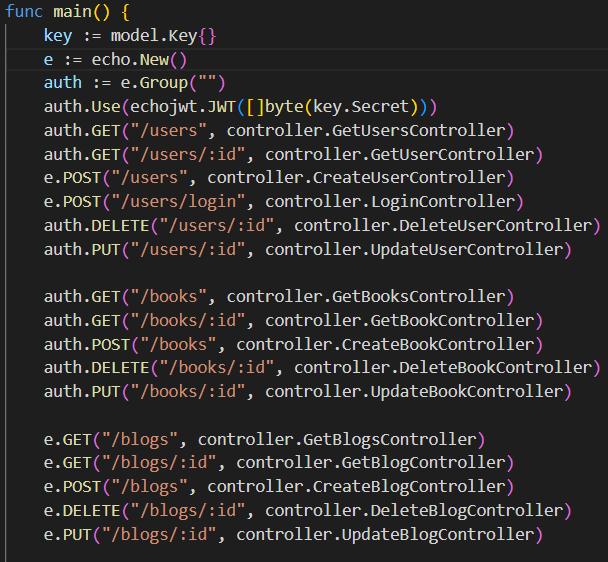 func main() {
key := model.Key{}
e := echo.New()
auth := e.Group("")
auth.Use(echojwt.JWT([]byte(key.Secret)))
auth.GET("/users", controller.GetUsersController)
auth.GET("/users/:id", controller.GetUserController)
e.POST("/users", controller.CreateUserController)
e.POST("/users/login", controller.LoginController)
auth.DELETE("/users/:id", controller.DeleteUserController)
auth.PUT("/users/:id", controller.UpdateUserController)
auth.GET("/books", controller.GetBooksController)
auth.GET("/books/:id", controller.GetBookController)
auth.POST("/books", controller.CreateBookController)
auth.DELETE("/books/:id", controller.DeleteBookController)
auth.PUT("/books/:id", controller.UpdateBookController)
e.GET("/blogs", controller.GetBlogsController)
e.GET("/blogs/:id", controller.GetBlogController)
e.POST("/blogs", controller.CreateBlogController)
e.DELETE("/blogs/:id", controller.DeleteBlogController)
e.PUT("/blogs/:id", controller.UpdateBlogController)